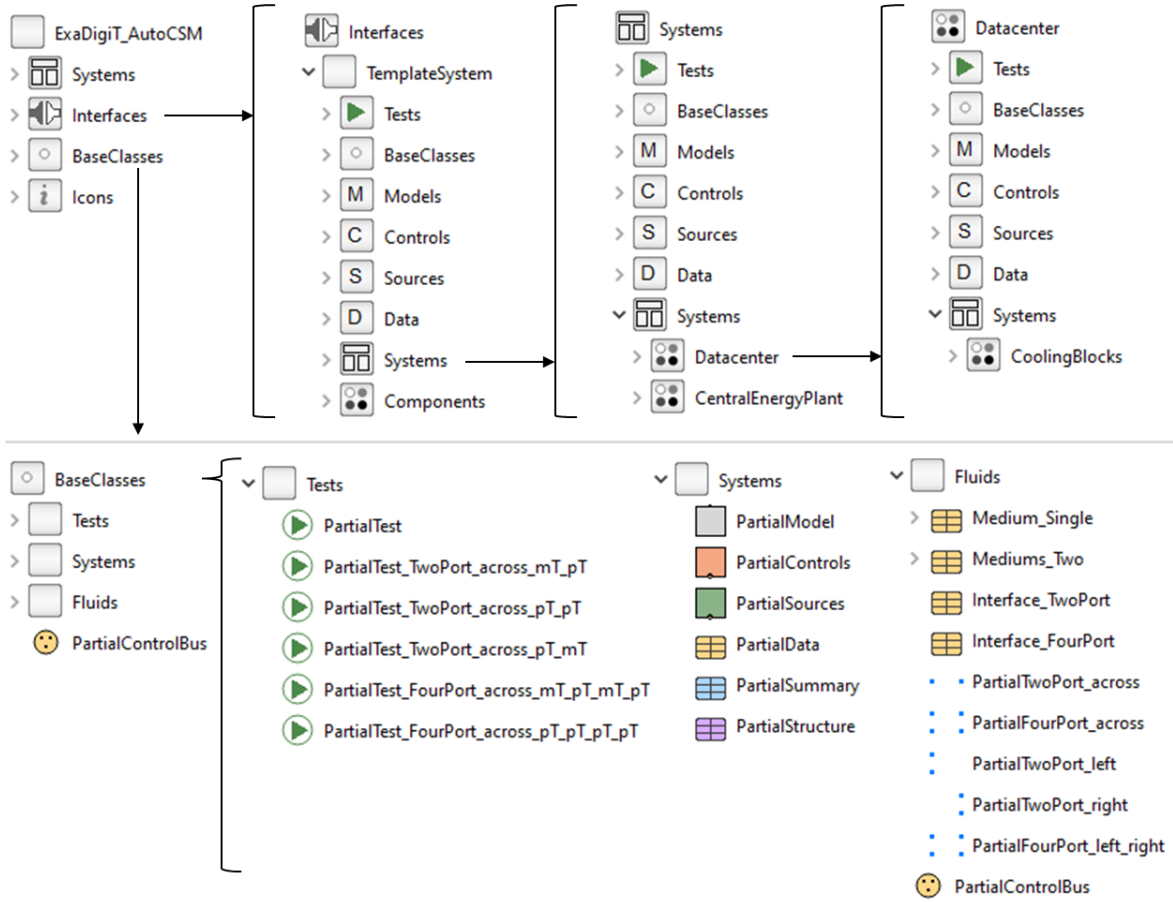 ExaDigiT_AutoCSM
Systems
Interfaces
BaseClasses
i
Icons
Interfaces
TemplateSystem
Tests
BaseClasses
M
Models
C
Controls
S
Sources
D
Data
Systems
Components
Systems
Tests
BaseClasses
M
Models
C
Controls
S
Sources
D
Data
Systems
Datacenter
CentralEnergyPlant
Datacenter
Tests
BaseClasses
M
Models
C
Controls
S
Sources
D
Data
Systems
CoolingBlocks
BaseClasses
Tests
Systems
Fluids
PartialControlBus
Tests
PartialTest
PartialTest_TwoPort_across_mT_pT
PartialTest_TwoPort_across_pT_pT
PartialTest_TwoPort_across_pT_mT
PartialTest_FourPort_across_mT_pT_mT_pT
PartialTest_FourPort_across_pT_pT_pT_pT
Systems
PartialModel
PartialControls
PartialSources
PartialData
PartialSummary
PartialStructure
Fluids
Medium_Single
Mediums_Two
Interface_TwoPort
Interface_FourPort
PartialTwoPort_across
PartialFourPort_across
PartialTwoPort_left
PartialTwoPort_right
PartialFourPort_left_right
PartialControlBus